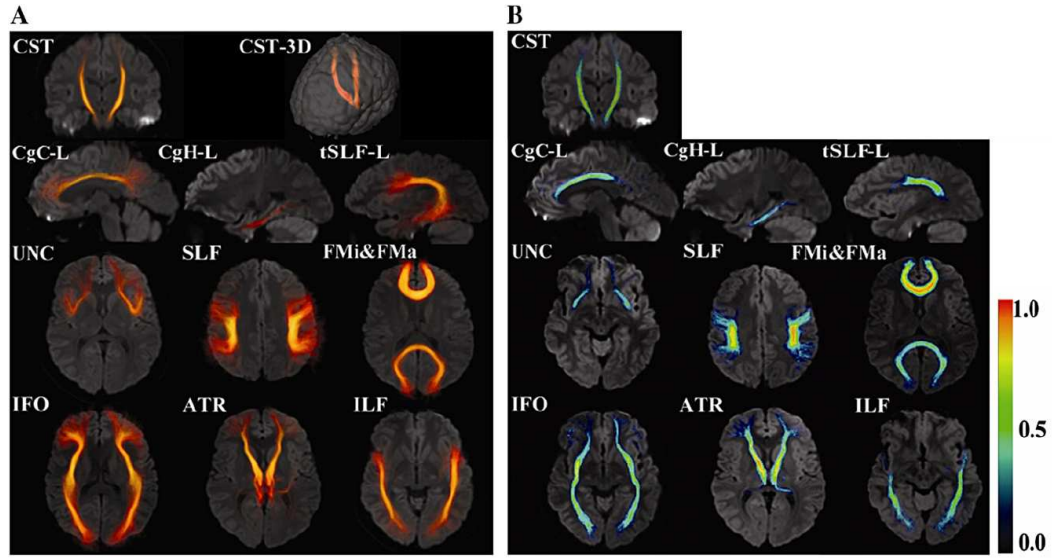 A
CST
CST-3D
CgC-L
CgH-L
tSLF-L
UNC
SLF
FMi&FMa
IFO
ATR
ILF
B
CST
CgC-L
CgH-L
tSLF-L
UNC
SLF
FMi&FMa
IFO
ATR
ILF
1.0
0.5
0.0